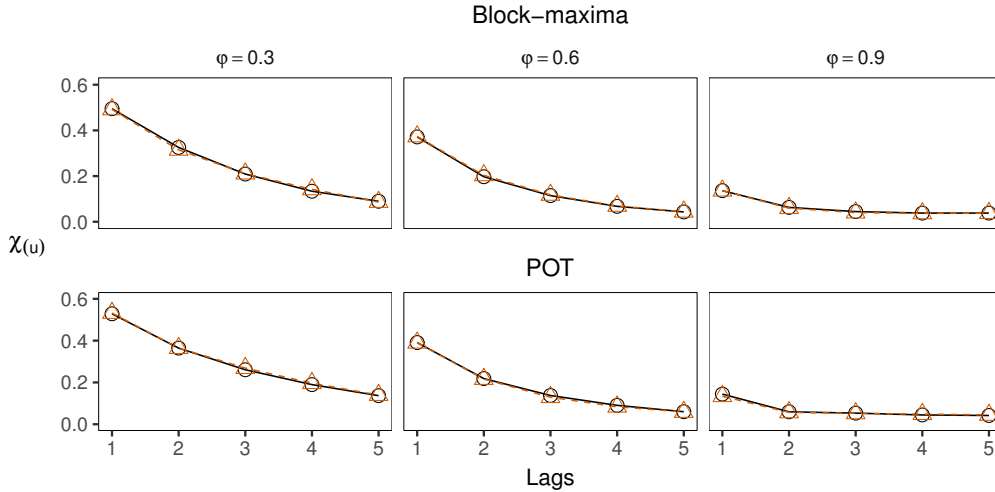 Block−maxima
φ = 0.3 φ = 0.6 φ = 0.9
0.6
0.4
0.2
0.0
χ(u)
POT
0.6
0.4
0.2
0.0
1 2 3 4 5 1 2 3 4 5 1 2 3 4 5
Lags